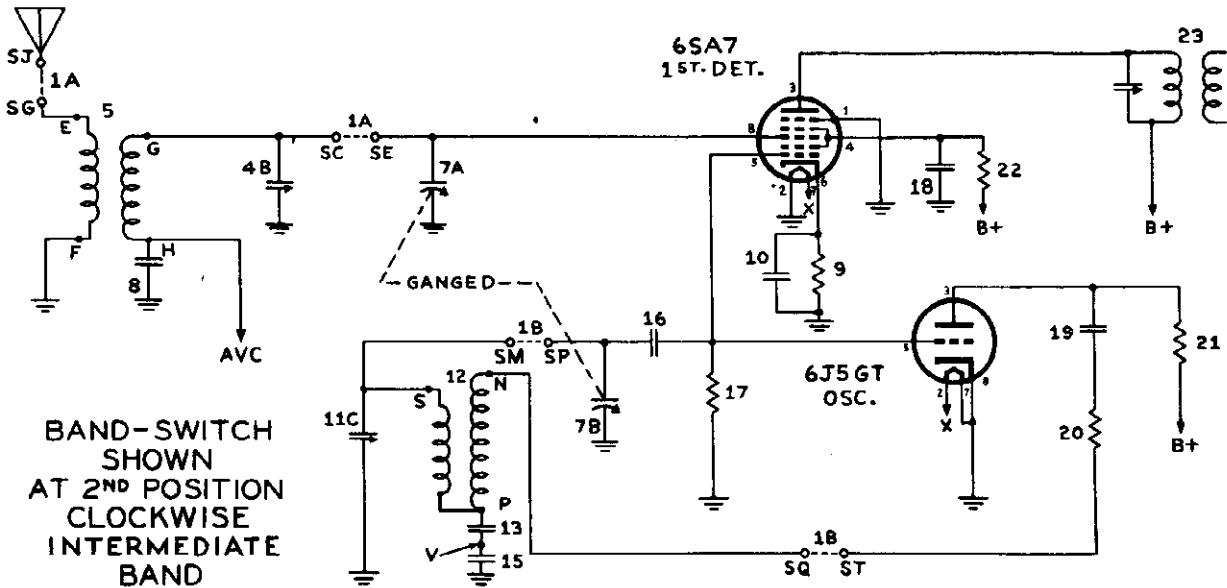 SJ
1A
SG
E
5
G
F
H
8
AVC
4B
1A
SC SE
7A
GANGED
6SA7
1ST. DET.
3
1
8
4
5
6
2
7
X
18
22
B+
23
B+
10
9
1B
SM SP
16
7B
17
11C
S
12
N
P
13
V
15
6J5GT
OSC.
3
5
2
7
8
X
19
20
21
B+
1B
SQ ST
BAND-SWITCH
SHOWN
AT 2ND POSITION
CLOCKWISE
INTERMEDIATE
BAND